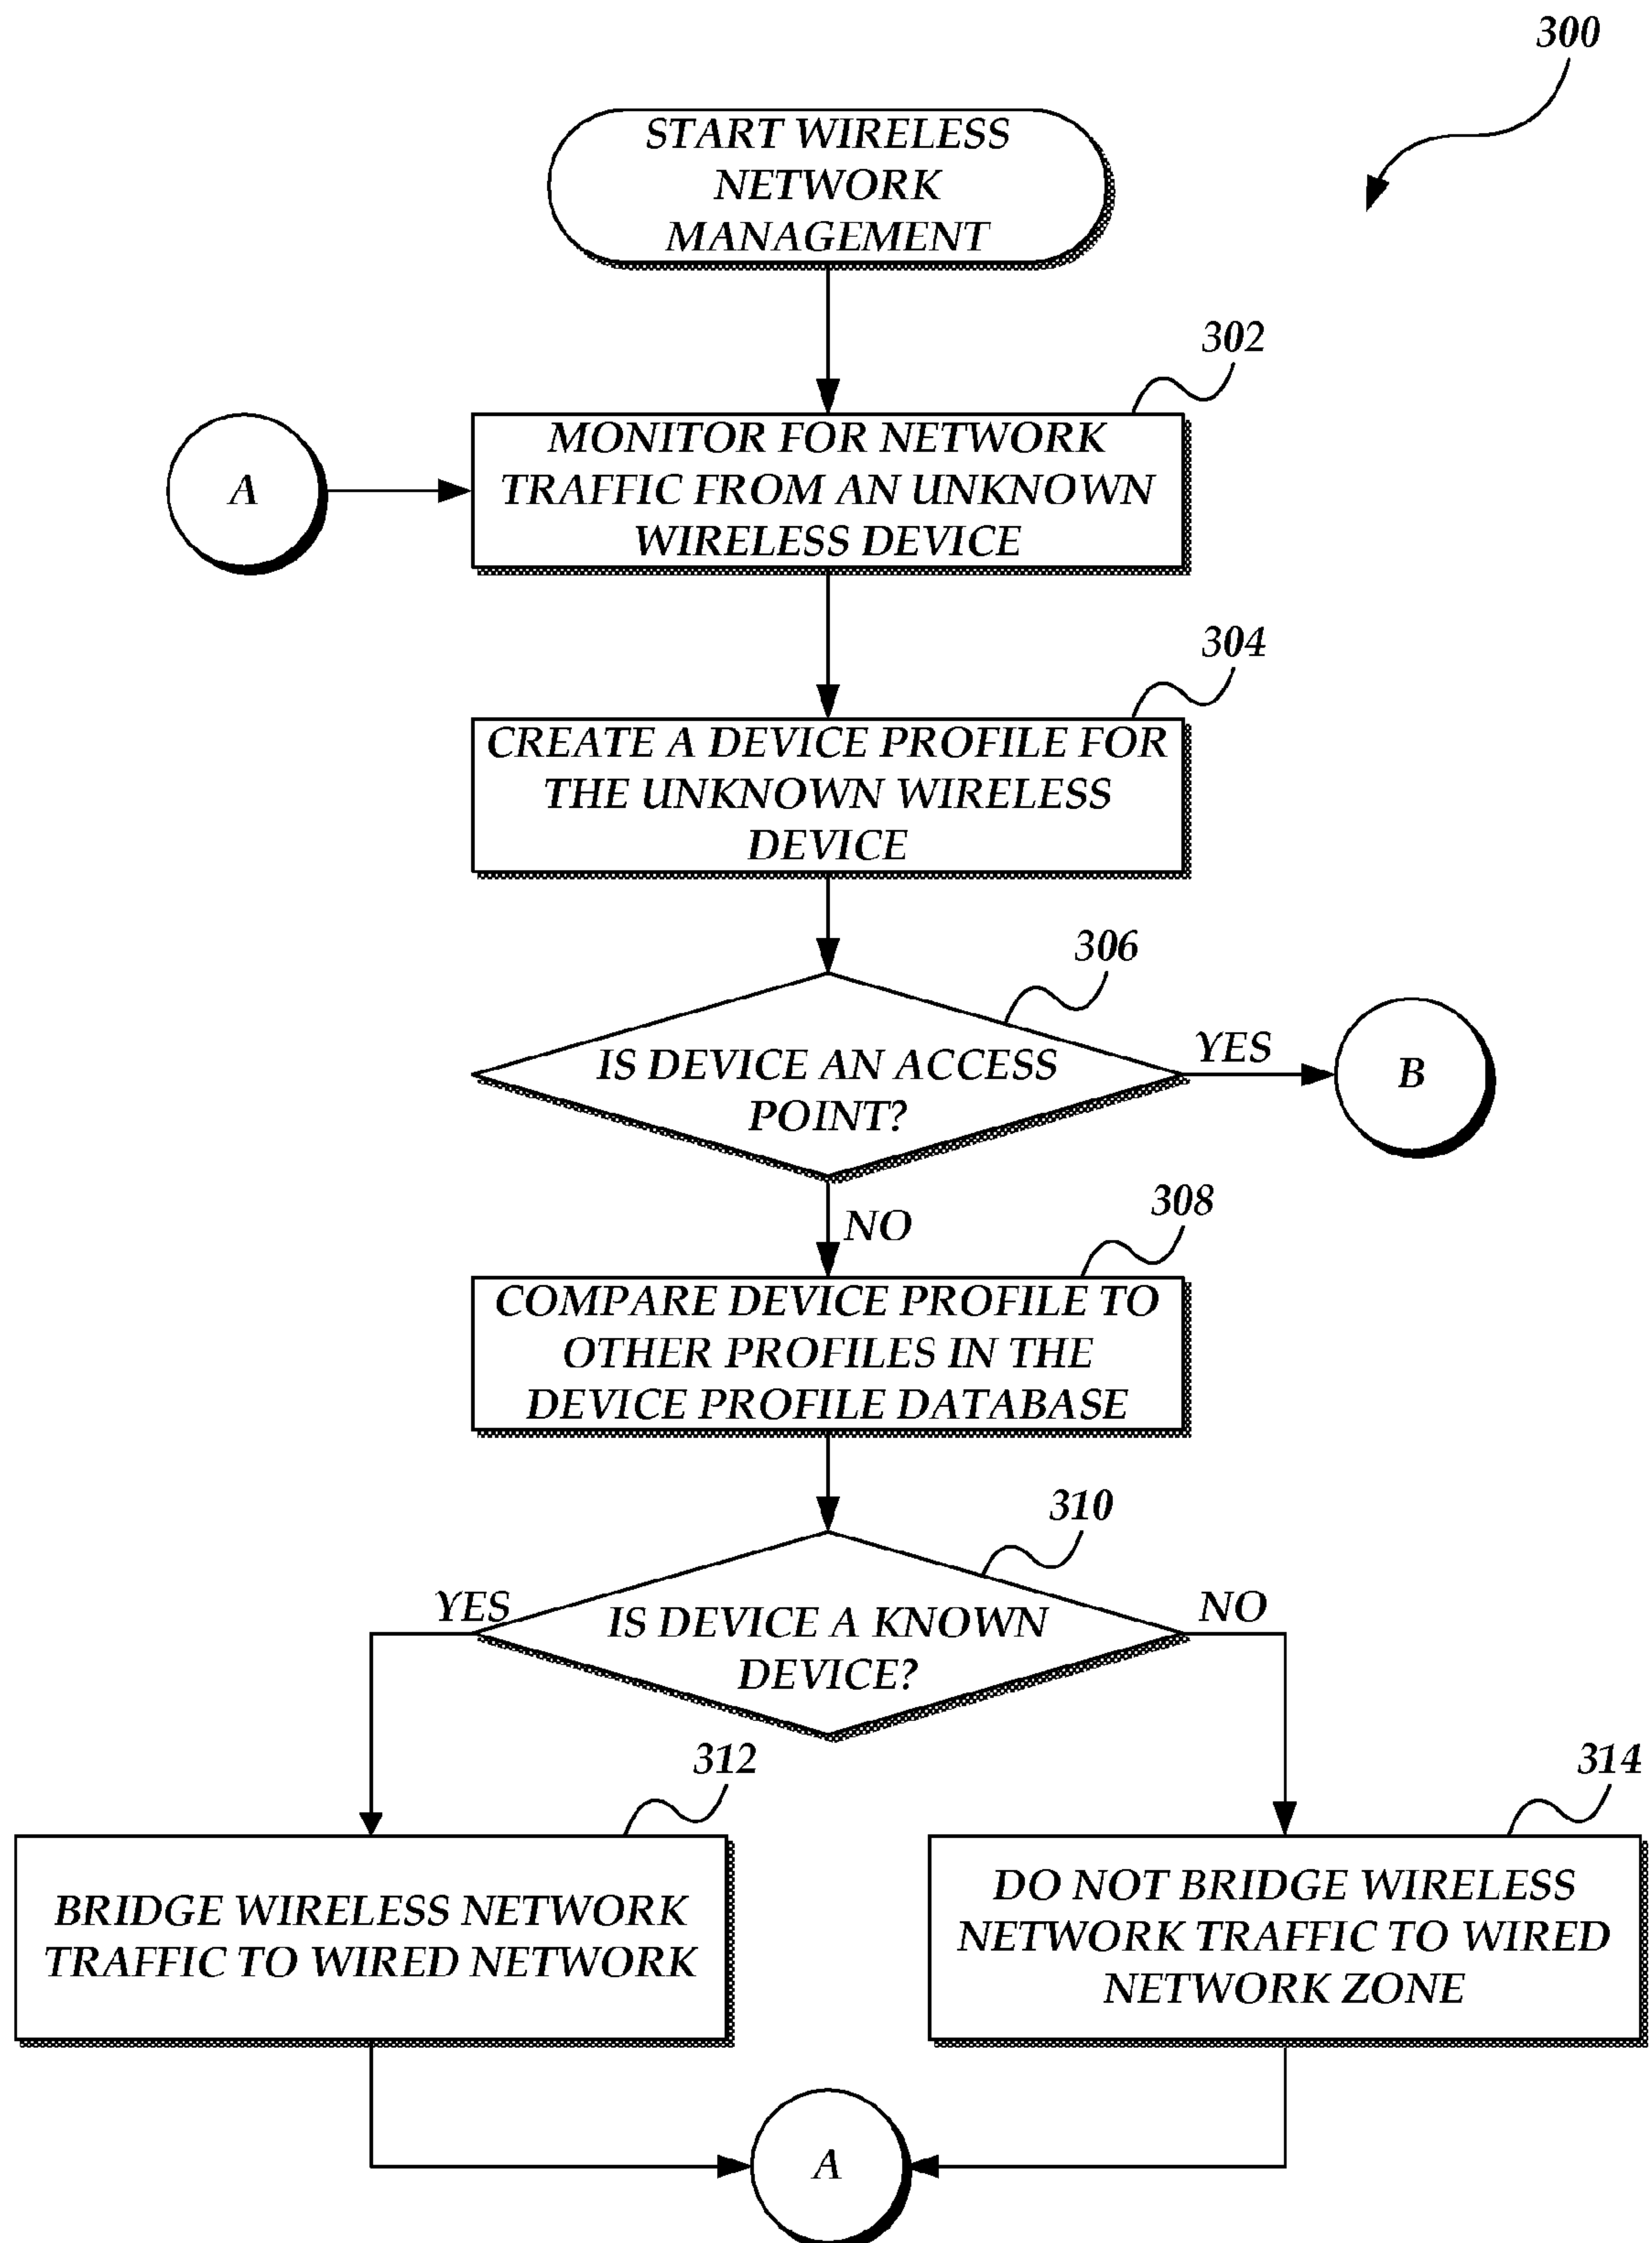 300
START WIRELESS
NETWORK
MANAGEMENT
302
MONITOR FOR NETWORK
TRAFFIC FROM AN UNKNOWN
WIRELESS DEVICE
A
304
CREATE A DEVICE PROFILE FOR
THE UNKNOWN WIRELESS
DEVICE
306
IS DEVICE AN ACCESS
POINT?
YES
B
NO
308
COMPARE DEVICE PROFILE TO
OTHER PROFILES IN THE
DEVICE PROFILE DATABASE
310
IS DEVICE A KNOWN
DEVICE?
YES
NO
312
BRIDGE WIRELESS NETWORK
TRAFFIC TO WIRED NETWORK
314
DO NOT BRIDGE WIRELESS
NETWORK TRAFFIC TO WIRED
NETWORK ZONE
A